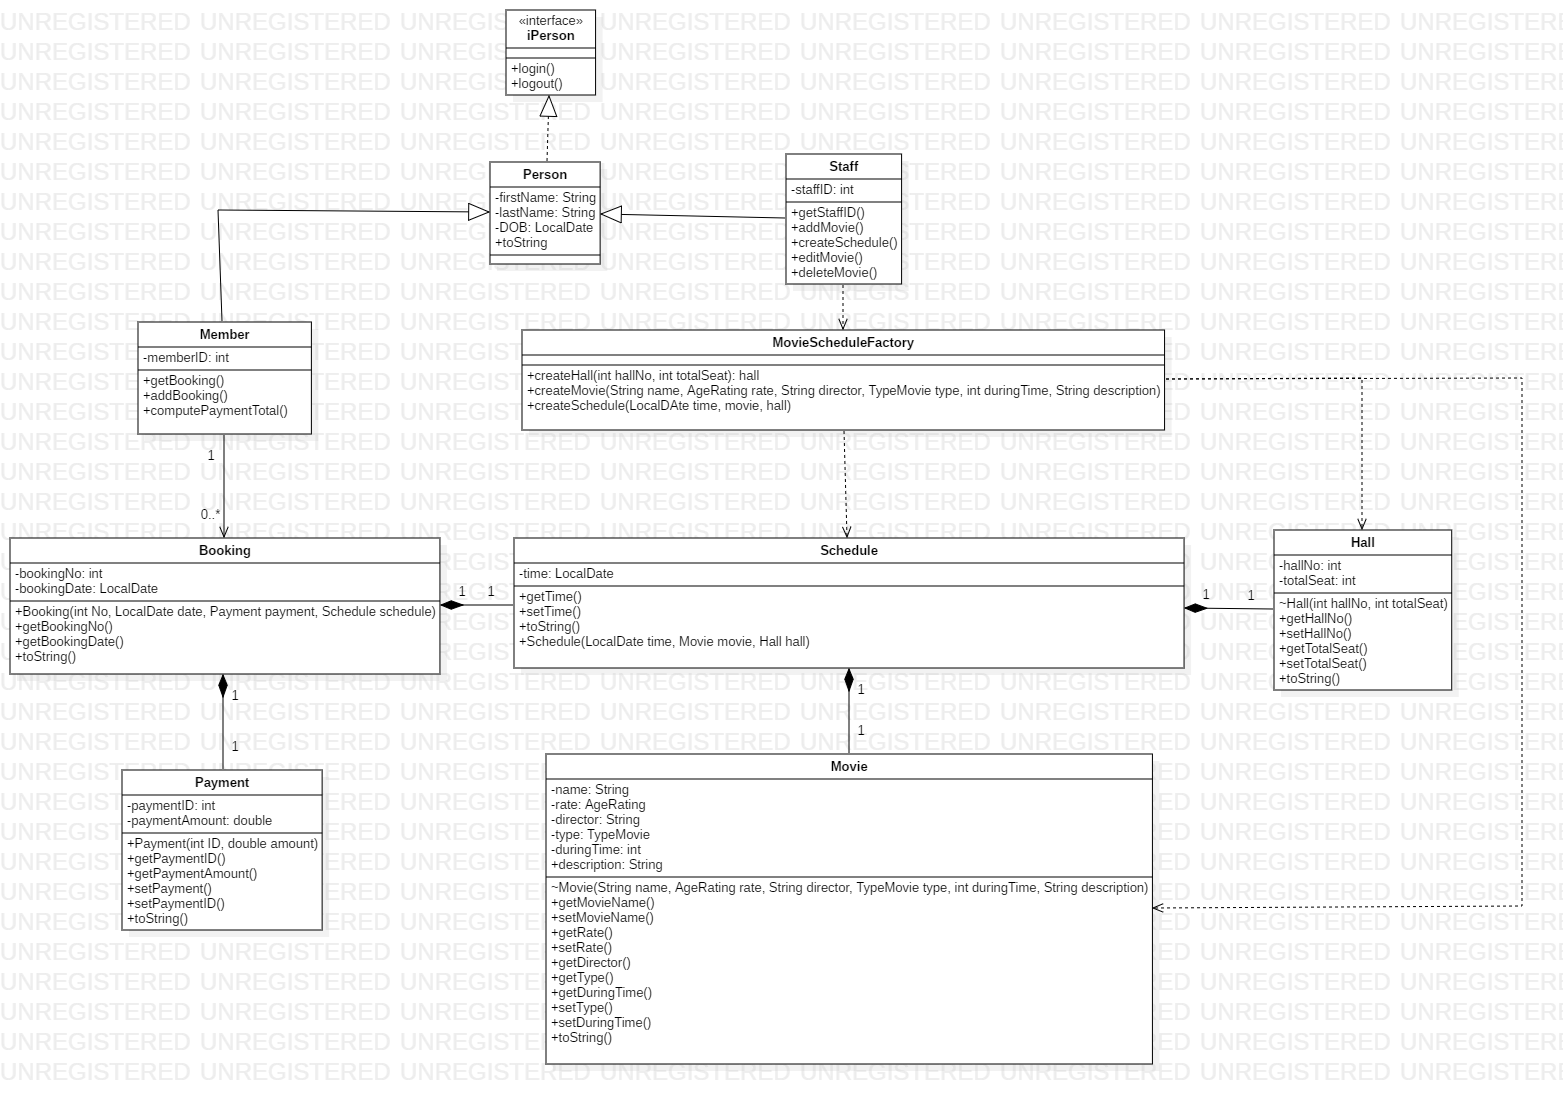 «interface»
iPerson
+login()
+logout()
Person
-firstName: String
-lastName: String
-DOB: LocalDate
+toString
Staff
-staffID: int
+getStaffID()
+addMovie()
+createSchedule()
+editMovie()
+deleteMovie()
Member
-memberID: int
+getBooking()
+addBooking()
+computePaymentTotal()
MovieScheduleFactory
+createHall(int hallNo, int totalSeat): hall
+createMovie(String name, AgeRating rate, String director, TypeMovie type, int duringTime, String description)
+createSchedule(LocalDAte time, movie, hall)
1
0..*
Booking
-bookingNo: int
-bookingDate: LocalDate
+Booking(int No, LocalDate date, Payment payment, Schedule schedule)
+getBookingNo()
+getBookingDate()
+toString()
1
1
Schedule
-time: LocalDate
+getTime()
+setTime()
+toString()
+Schedule(LocalDate time, Movie movie, Hall hall)
1
1
Hall
-hallNo: int
-totalSeat: int
~Hall(int hallNo, int totalSeat)
+getHallNo()
+setHallNo()
+getTotalSeat()
+setTotalSeat()
+toString()
1
1
Payment
-paymentID: int
-paymentAmount: double
+Payment(int ID, double amount)
+getPaymentID()
+getPaymentAmount()
+setPayment()
+setPaymentID()
+toString()
1
1
Movie
-name: String
-rate: AgeRating
-director: String
-type: TypeMovie
-duringTime: int
+description: String
~Movie(String name, AgeRating rate, String director, TypeMovie type, int duringTime, String description)
+getMovieName()
+setMovieName()
+getRate()
+setRate()
+getDirector()
+getType()
+getDuringTime()
+setType()
+setDuringTime()
+toString()
UNREGISTERED